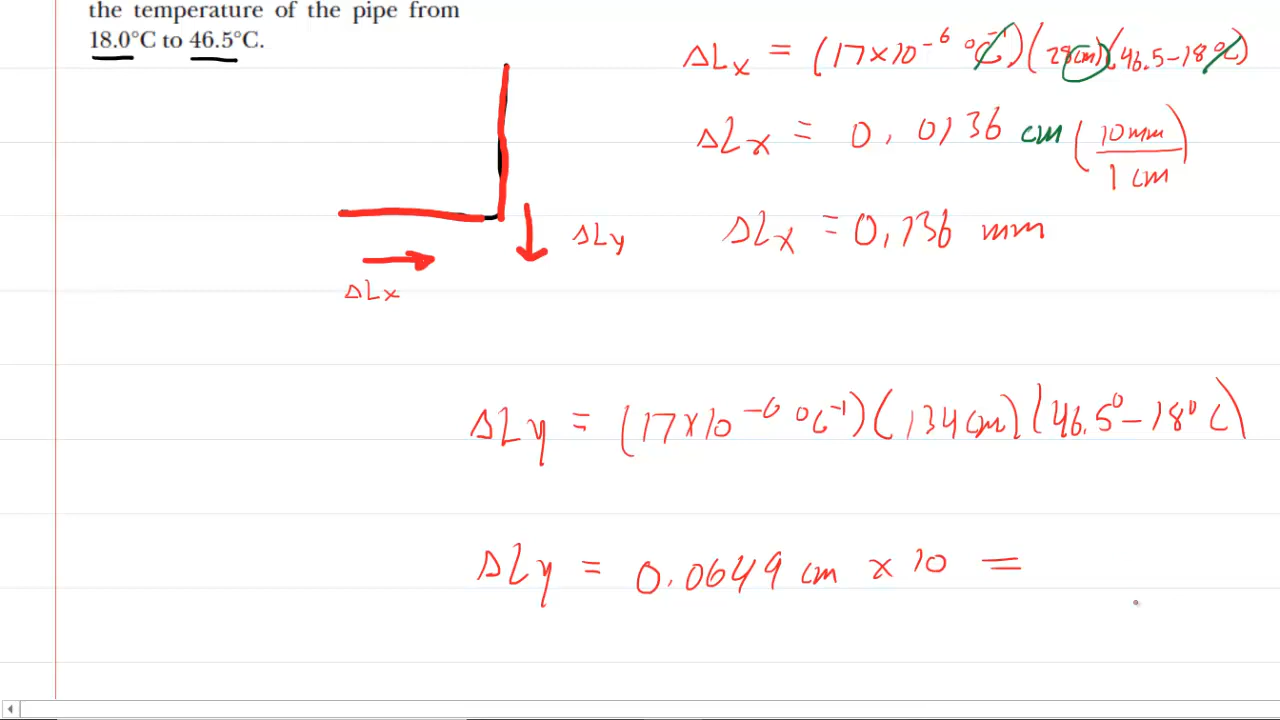 the temperature of the pipe from
18.0°C to 46.5°C.
ΔLx = (17×10⁻⁶ °C⁻¹)(28cm)(46.5-18°C)
ΔLx = 0,0136 cm (10mm/1 cm)
ΔLx = 0,136 mm
ΔLy
ΔLx
ΔLy = (17×10⁻⁶ °C⁻¹)(134cm)(46.5°-18°C)
ΔLy = 0.0649 cm × 10 =